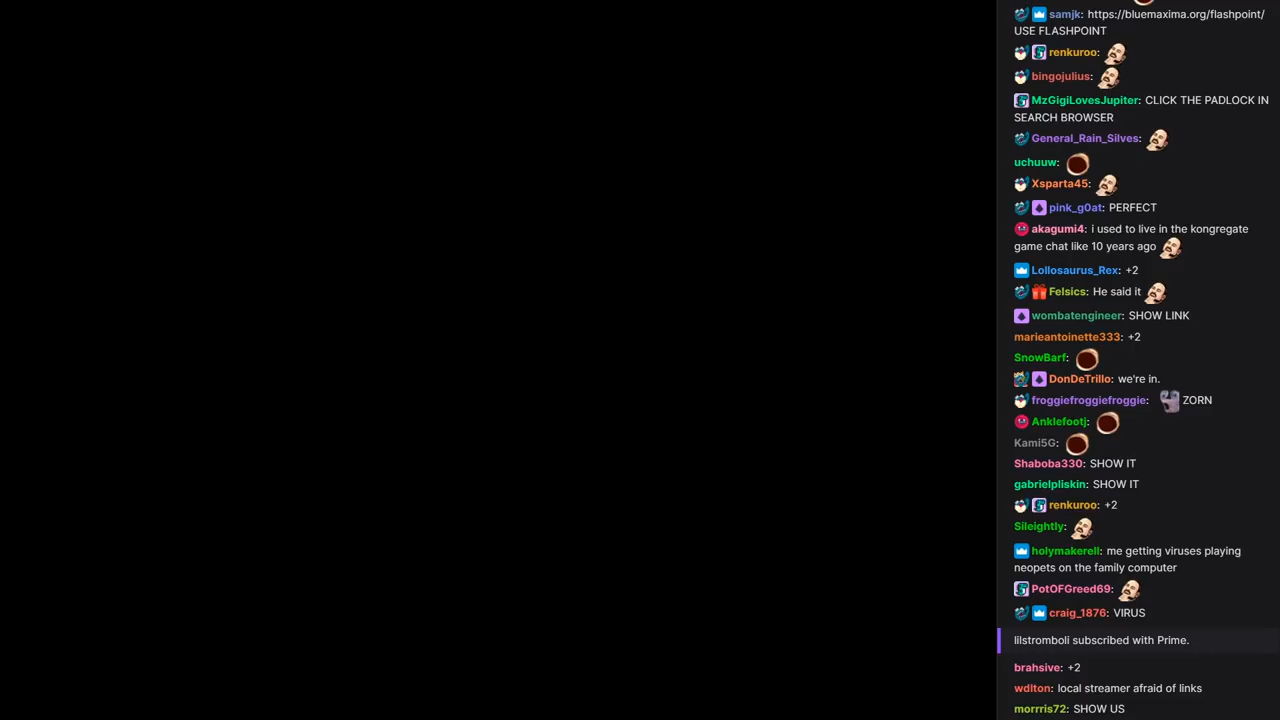 samjk: https://bluemaxima.org/flashpoint/
USE FLASHPOINT
renkuroo:
bingojulius:
MzGigiLovesJupiter: CLICK THE PADLOCK IN
SEARCH BROWSER
General_Rain_Silves:
uchuuw:
Xsparta45:
pink_g0at: PERFECT
akagumi4: i used to live in the kongregate
game chat like 10 years ago
Lollosaurus_Rex: +2
Felsics: He said it
wombatengineer: SHOW LINK
marieantoinette333: +2
SnowBarf:
DonDeTrillo: we're in.
froggiefroggiefroggie: ZORN
Anklefootj:
Kami5G:
Shaboba330: SHOW IT
gabrielpliskin: SHOW IT
renkuroo: +2
Sileightly:
holymakerell: me getting viruses playing
neopets on the family computer
PotOFGreed69:
craig_1876: VIRUS
lilstromboli subscribed with Prime.
brahsive: +2
wdlton: local streamer afraid of links
morrris72: SHOW US